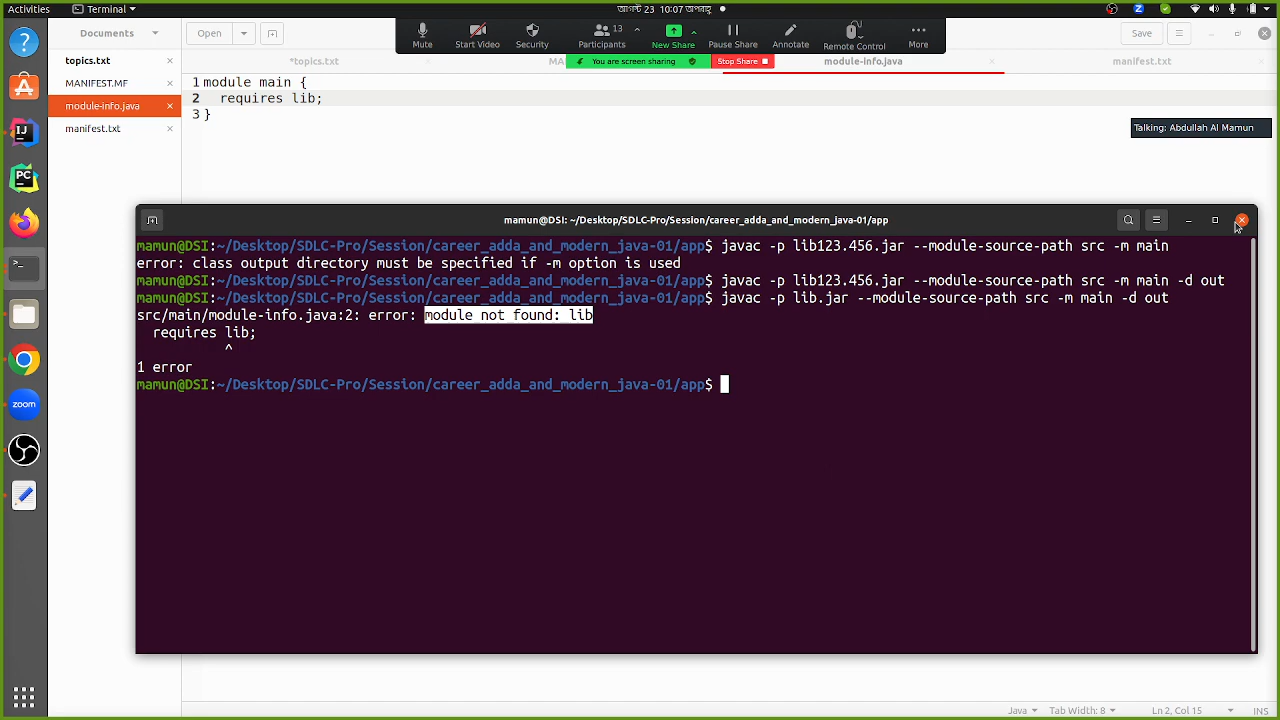 Activities
Terminal
আগস্ট 23 10:07 অপরাহ্ণ
Documents
Open
Save
Mute
Start Video
Security
Participants
13
New Share
Pause Share
Annotate
Remote Control
More
You are screen sharing
Stop Share
topics.txt
MANIFEST.MF
module-info.java
manifest.txt
*topics.txt
MA
module-info.java
manifest.txt
1 module main {
2   requires lib;
3 }
Talking: Abdullah Al Mamun
mamun@DSI: ~/Desktop/SDLC-Pro/Session/career_adda_and_modern_java-01/app
mamun@DSI:~/Desktop/SDLC-Pro/Session/career_adda_and_modern_java-01/app$ javac -p lib123.456.jar --module-source-path src -m main
error: class output directory must be specified if -m option is used
mamun@DSI:~/Desktop/SDLC-Pro/Session/career_adda_and_modern_java-01/app$ javac -p lib123.456.jar --module-source-path src -m main -d out
mamun@DSI:~/Desktop/SDLC-Pro/Session/career_adda_and_modern_java-01/app$ javac -p lib.jar --module-source-path src -m main -d out
src/main/module-info.java:2: error: module not found: lib
  requires lib;
           ^
1 error
mamun@DSI:~/Desktop/SDLC-Pro/Session/career_adda_and_modern_java-01/app$
IJ
PC
zoom
Java
Tab Width: 8
Ln 2, Col 15
INS